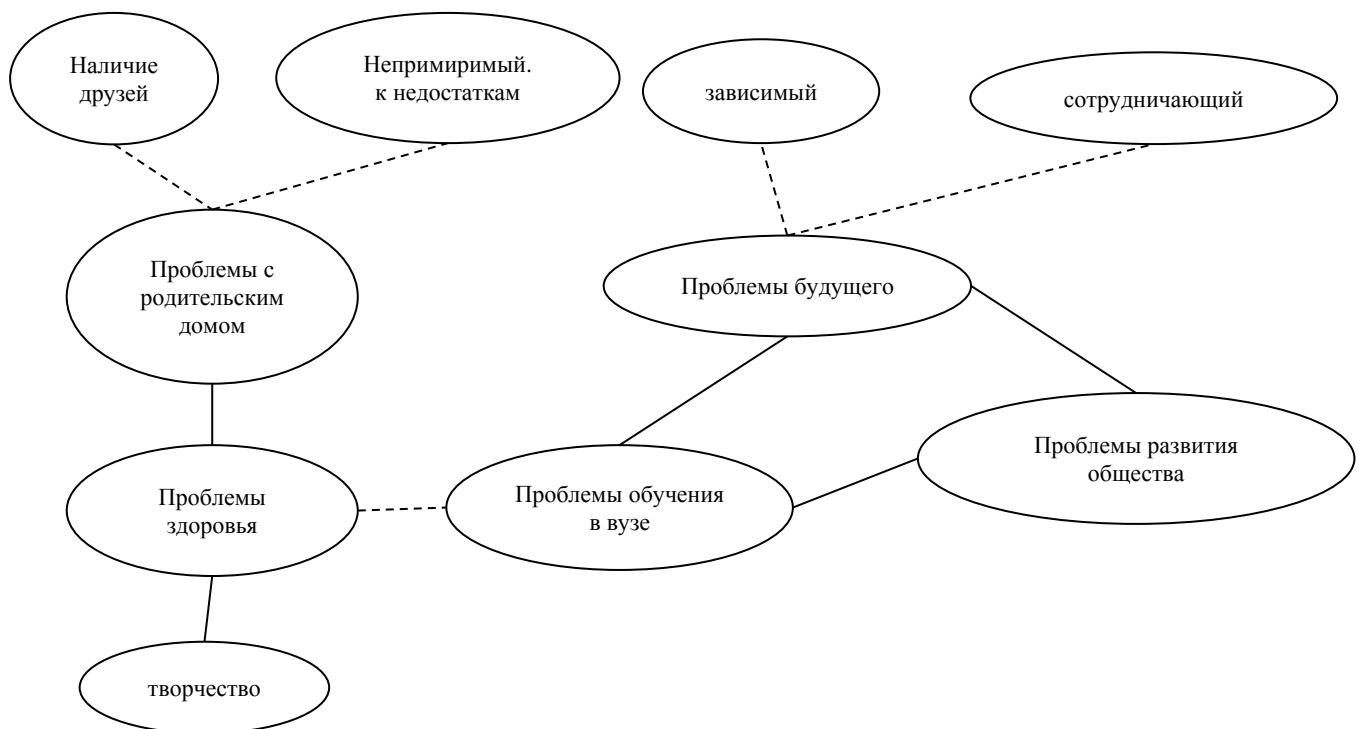 Наличие
друзей
Непримиримый.
к недостаткам
зависимый
сотрудничающий
Проблемы с
родительским
домом
Проблемы будущего
Проблемы развития
общества
Проблемы
здоровья
Проблемы обучения
в вузе
творчество